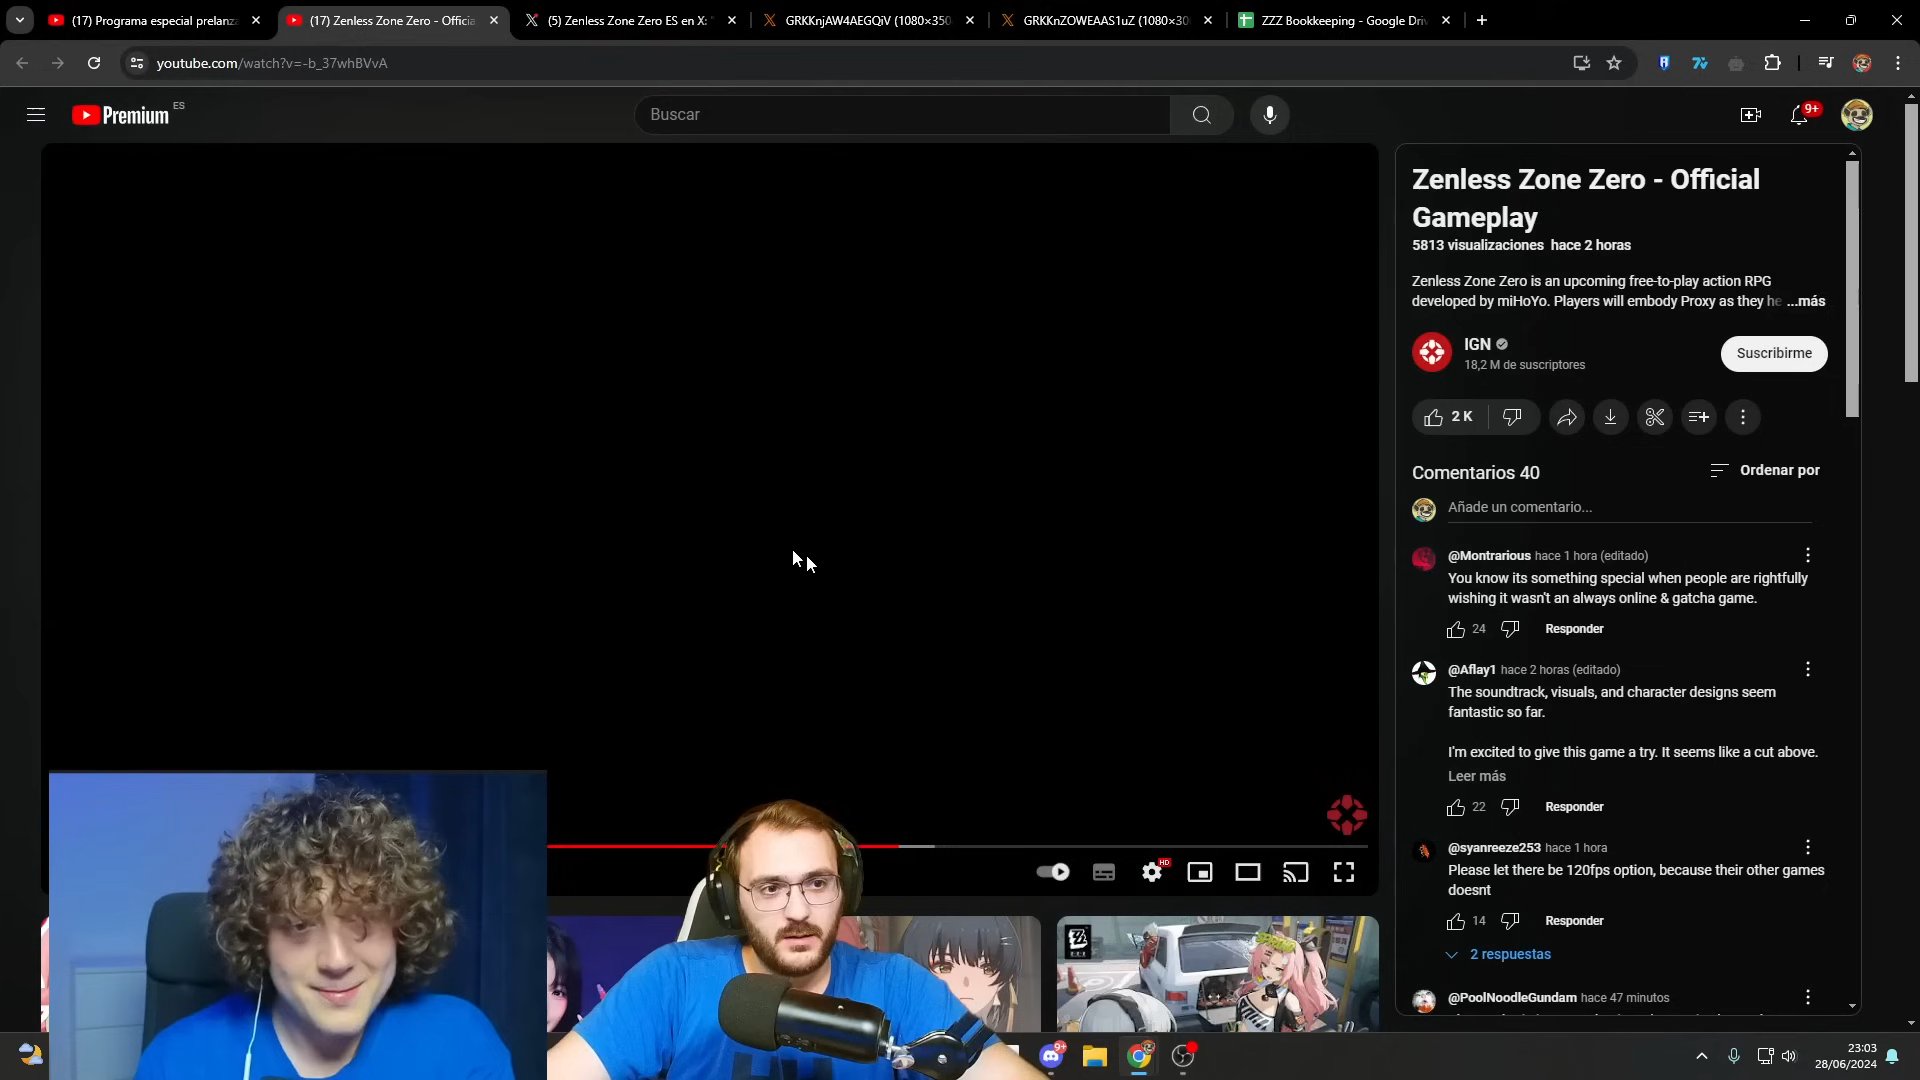 (17) Programa especial prelanza
(17) Zenless Zone Zero - Officia
(5) Zenless Zone Zero ES en X: "
GRKKnjAW4AEGQiV (1080×350
GRKKnZOWEAAS1uZ (1080×30
ZZZ Bookkeeping - Google Driv
youtube.com/watch?v=-b_37whBVvA
Premium ES
Buscar
9+
Zenless Zone Zero - Official
Gameplay
5813 visualizaciones hace 2 horas
Zenless Zone Zero is an upcoming free-to-play action RPG
developed by miHoYo. Players will embody Proxy as they he ...más
IGN
18,2 M de suscriptores
Suscribirme
2 K
Comentarios 40
Ordenar por
Añade un comentario...
@Montrarious hace 1 hora (editado)
You know its something special when people are rightfully
wishing it wasn't an always online & gatcha game.
24 Responder
@Aflay1 hace 2 horas (editado)
The soundtrack, visuals, and character designs seem
fantastic so far.
I'm excited to give this game a try. It seems like a cut above.
Leer más
22 Responder
@syanreeze253 hace 1 hora
Please let there be 120fps option, because their other games
doesnt
14 Responder
2 respuestas
@PoolNoodleGundam hace 47 minutos
HD
9+
23:03
28/06/2024